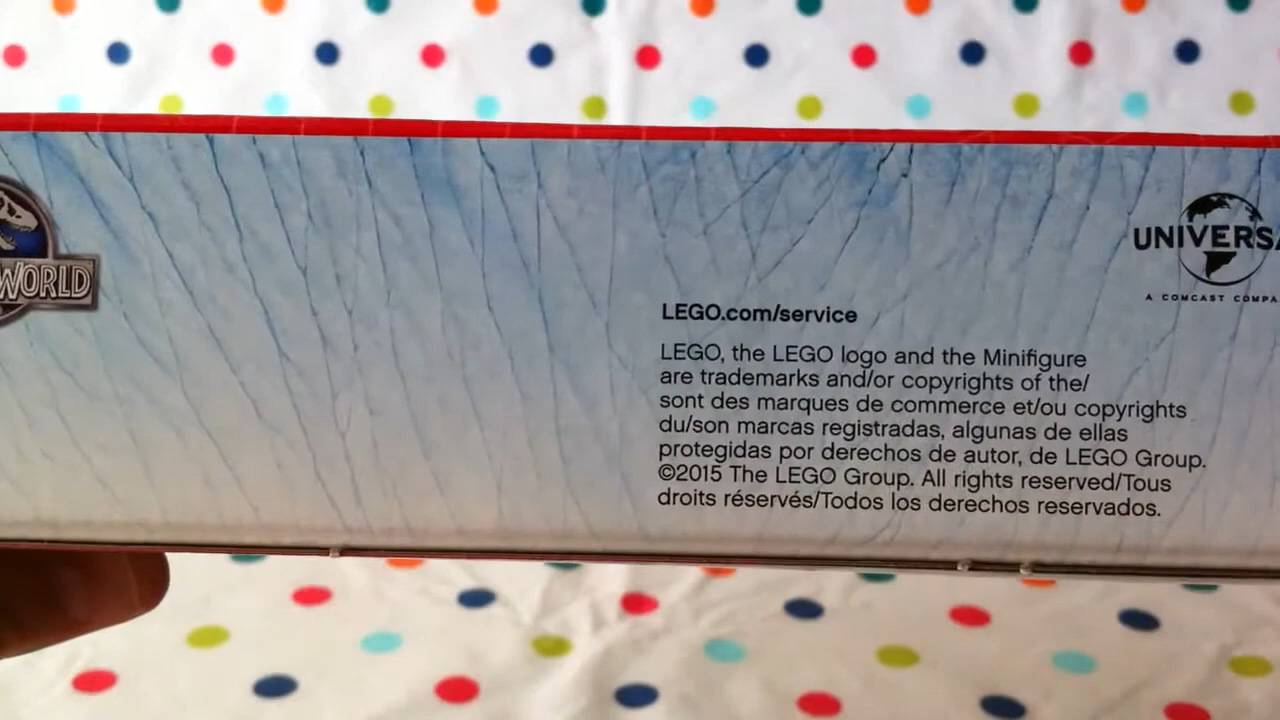 WORLD
UNIVERSA
A COMCAST COMPA
LEGO.com/service
LEGO, the LEGO logo and the Minifigure
are trademarks and/or copyrights of the/
sont des marques de commerce et/ou copyrights
du/son marcas registradas, algunas de ellas
protegidas por derechos de autor, de LEGO Group.
©2015 The LEGO Group. All rights reserved/Tous
droits réservés/Todos los derechos reservados.